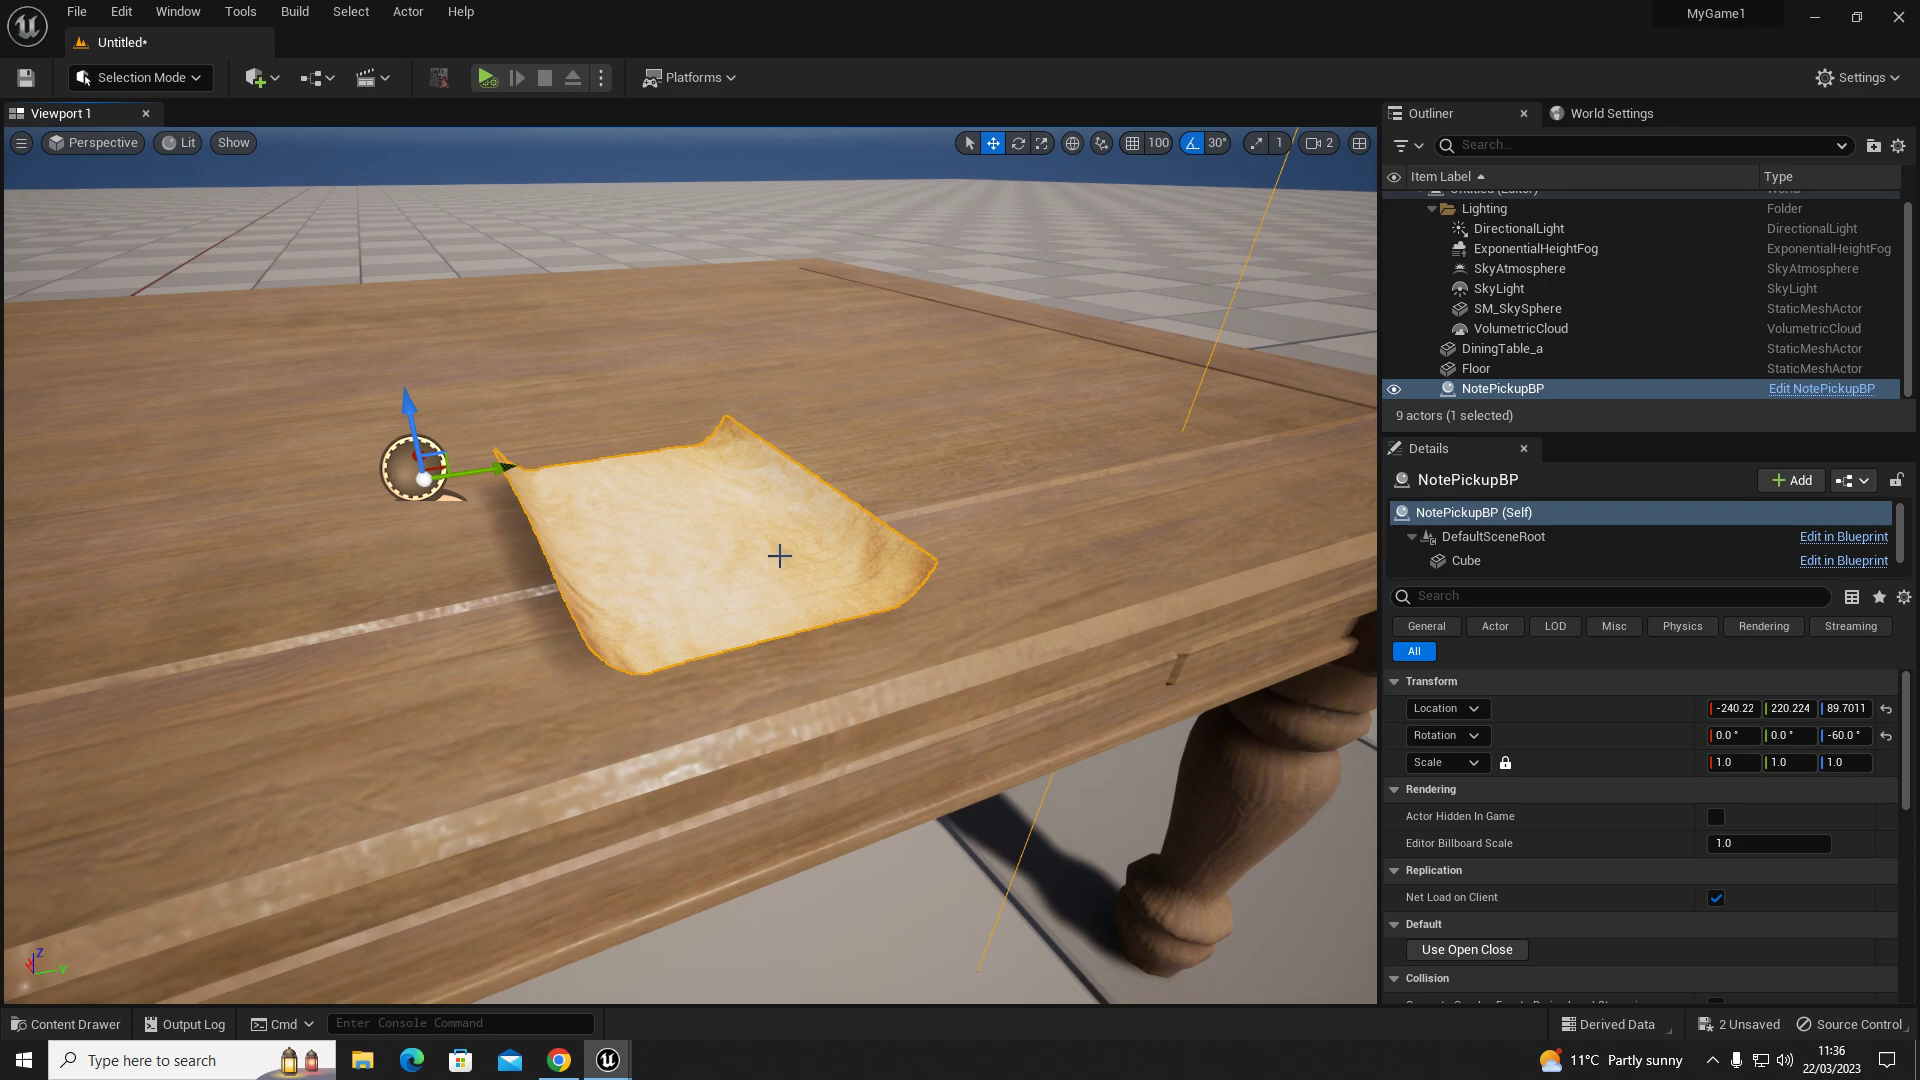 File Edit Window Tools Build Select Actor Help
MyGame1
Untitled*
Selection Mode
Platforms
Settings
Viewport 1
Perspective Lit Show
100 30° 1 2
Outliner World Settings
Search...
Item Label Type
Untitled (Editor) World
Lighting Folder
DirectionalLight DirectionalLight
ExponentialHeightFog ExponentialHeightFog
SkyAtmosphere SkyAtmosphere
SkyLight SkyLight
SM_SkySphere StaticMeshActor
VolumetricCloud VolumetricCloud
DiningTable_a StaticMeshActor
Floor StaticMeshActor
NotePickupBP Edit NotePickupBP
9 actors (1 selected)
Details
NotePickupBP
Add
NotePickupBP (Self)
DefaultSceneRoot Edit in Blueprint
Cube Edit in Blueprint
Search
General Actor LOD Misc Physics Rendering Streaming
All
Transform
Location -240.22 220.224 89.7011
Rotation 0.0 ° 0.0 ° -60.0 °
Scale 1.0 1.0 1.0
Rendering
Actor Hidden In Game
Editor Billboard Scale 1.0
Replication
Net Load on Client
Default
Use Open Close
Collision
Z
Y
Content Drawer Output Log Cmd Enter Console Command
Derived Data 2 Unsaved Source Control
Type here to search
11°C Partly sunny
11:36
22/03/2023